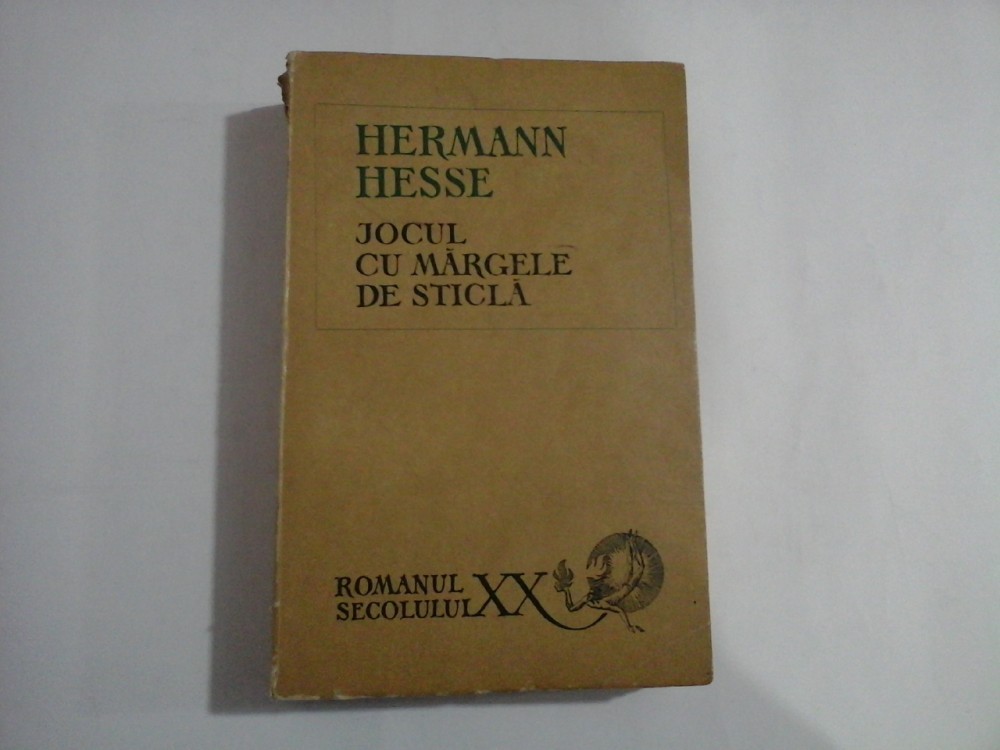 HERMANN
HESSE
JOCUL
CU MĂRGELE
DE STICLĂ
ROMANUL
SECOLULUI XX